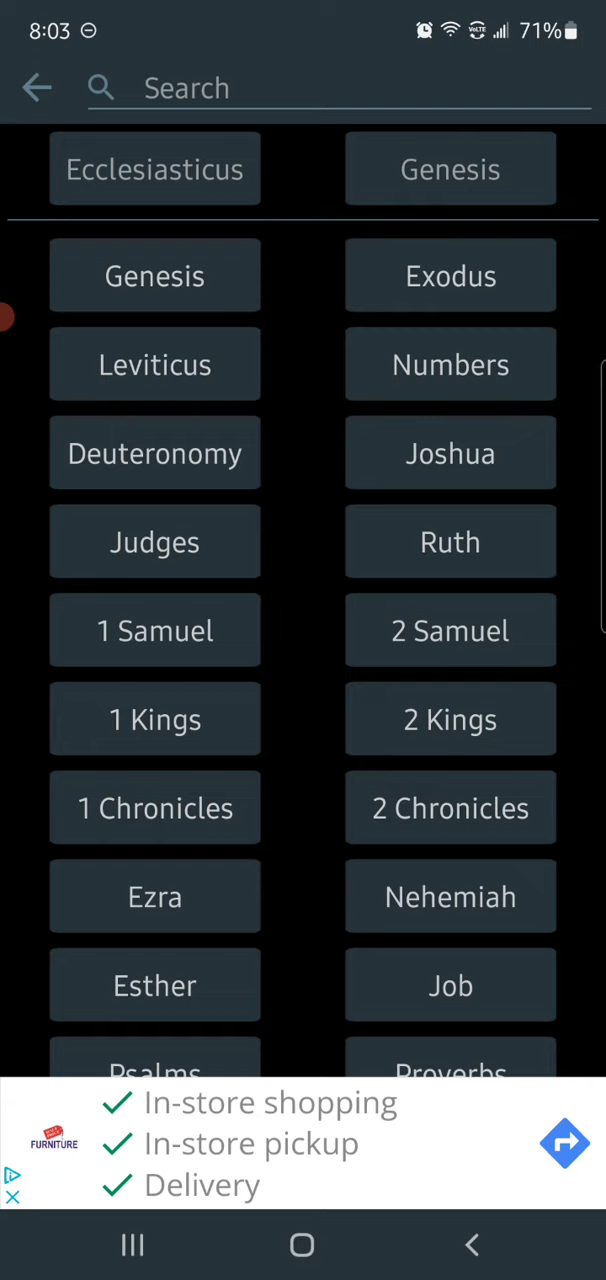 8:03 71%
Search
Ecclesiasticus Genesis
Genesis Exodus
Leviticus Numbers
Deuteronomy Joshua
Judges Ruth
1 Samuel 2 Samuel
1 Kings 2 Kings
1 Chronicles 2 Chronicles
Ezra Nehemiah
Esther Job
Psalms Proverbs
In-store shopping
FURNITURE In-store pickup
Delivery